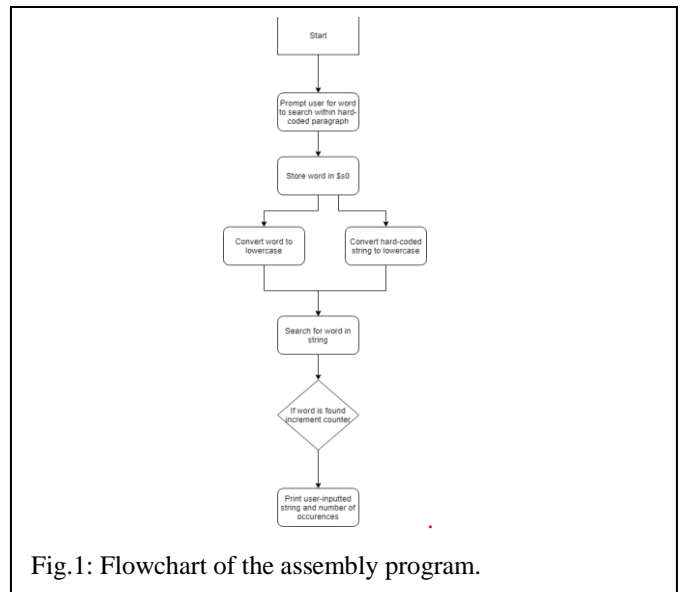 Start
Prompt user for word
to search within hard-
coded paragraph
Store word in $s0
Convert word to
lowercase
Convert hard-coded
string to lowercase
Search for word in
string
If word is found
increment counter
Print user-inputted
string and number of
occurences
Fig.1: Flowchart of the assembly program.